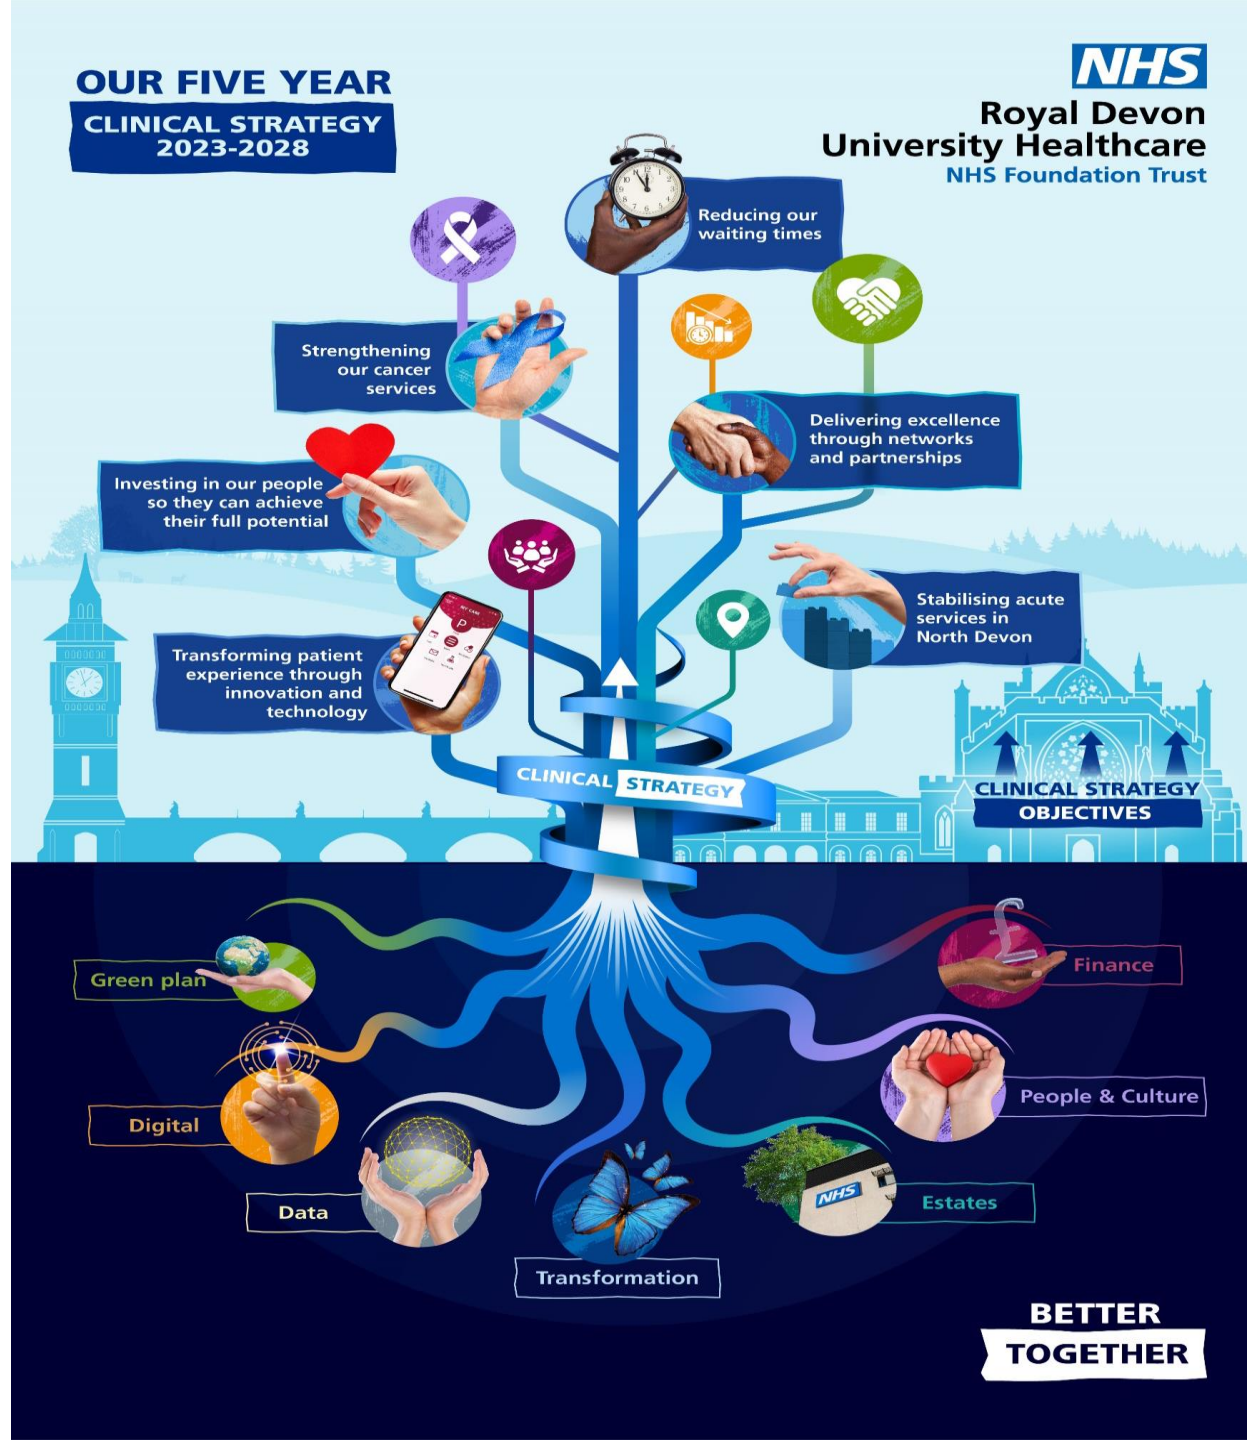 OUR FIVE YEAR
CLINICAL STRATEGY
2023-2028
NHS
Royal Devon
University Healthcare
NHS Foundation Trust
Reducing our
waiting times
Strengthening
our cancer
services
Delivering excellence
through networks
and partnerships
Investing in our people
so they can achieve
their full potential
Stabilising acute
services in
North Devon
Transforming patient
experience through
innovation and
technology
MY CARE
P
CLINICAL STRATEGY
CLINICAL STRATEGY
OBJECTIVES
Green plan
£
Finance
Digital
People & Culture
Data
NHS
Estates
Transformation
BETTER
TOGETHER